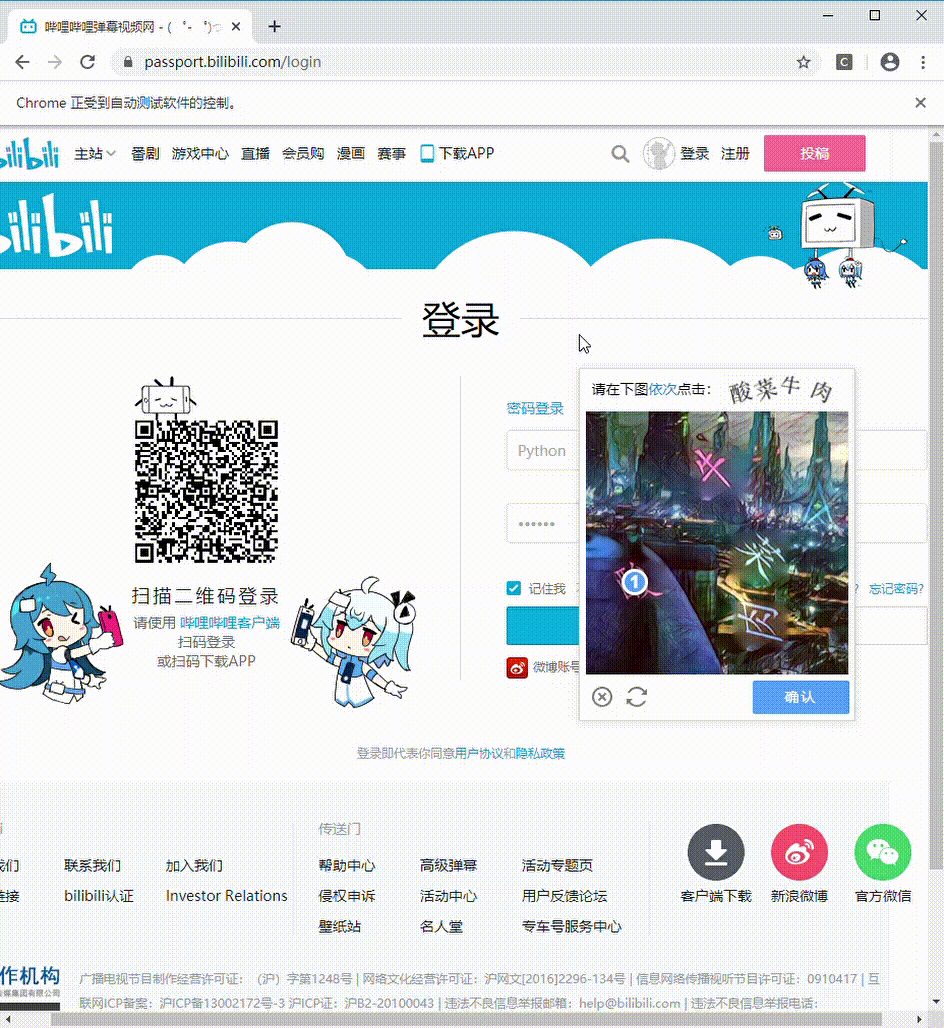 哔哩哔哩弹幕视频网 - ( ゜- ゜)つ
passport.bilibili.com/login
Chrome 正受到自动测试软件的控制。
bilibili 主站 番剧 游戏中心 直播 会员购 漫画 赛事 下载APP 登录 注册 投稿
bilibili
登录
请在下图依次点击： 酸菜牛肉
密码登录
Python
菜
1
肉
记住我
忘记密码?
扫描二维码登录
请使用 哔哩哔哩客户端
扫码登录
或扫码下载APP
微博账号
确认
登录即代表你同意用户协议和隐私政策
传送门
我们 联系我们 加入我们 帮助中心 高级弹幕 活动专题页
链接 bilibili认证 Investor Relations 侵权申诉 活动中心 用户反馈论坛
壁纸站 名人堂 专车号服务中心
客户端下载 新浪微博 官方微信
作机构
广播电视节目制作经营许可证：（沪）字第1248号 | 网络文化经营许可证：沪网文[2016]2296-134号 | 信息网络传播视听节目许可证：0910417 | 互
联网ICP备案：沪ICP备13002172号-3 沪ICP证：沪B2-20100043 | 违法不良信息举报邮箱：help@bilibili.com | 违法不良信息举报电话：